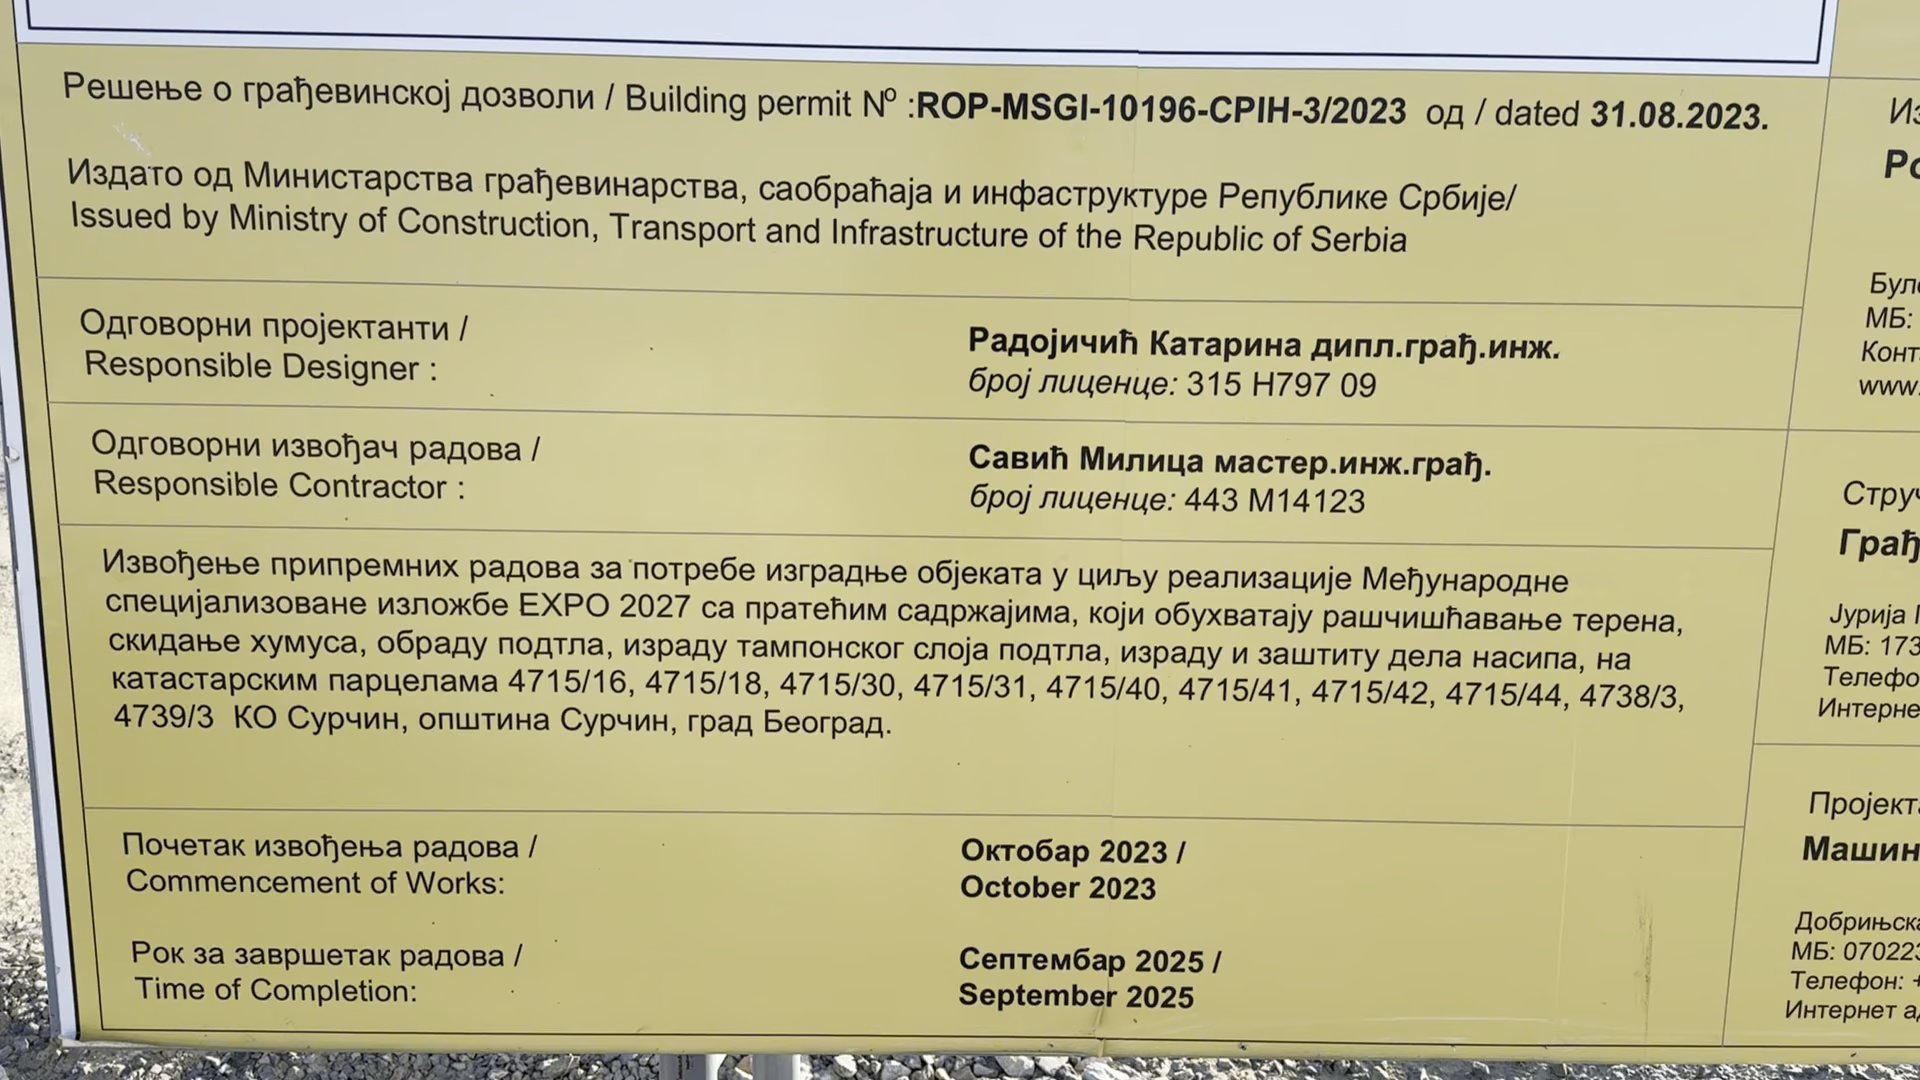 Решење о грађевинској дозволи / Building permit Nº :ROP-MSGI-10196-CPIH-3/2023 од / dated 31.08.2023.
Издато од Министарства грађевинарства, саобраћаја и инфаструктуре Републике Србије/
Issued by Ministry of Construction, Transport and Infrastructure of the Republic of Serbia
Одговорни пројектанти /
Responsible Designer :
Радојичић Катарина дипл.грађ.инж.
број лиценце: 315 H797 09
Одговорни извођач радова /
Responsible Contractor :
Савић Милица мастер.инж.грађ.
број лиценце: 443 M14123
Извођење припремних радова за потребе изградње објеката у циљу реализације Међународне
специјализоване изложбе EXPO 2027 са пратећим садржајима, који обухватају рашчишћавање терена,
скидање хумуса, обраду подтла, израду тампонског слоја подтла, израду и заштиту дела насипа, на
катастарским парцелама 4715/16, 4715/18, 4715/30, 4715/31, 4715/40, 4715/41, 4715/42, 4715/44, 4738/3,
4739/3 КО Сурчин, општина Сурчин, град Београд.
Почетак извођења радова /
Commencement of Works:
Октобар 2023 /
October 2023
Рок за завршетак радова /
Time of Completion:
Септембар 2025 /
September 2025
МБ:
www.
Јурија
МБ: 173
МБ: 070223
Телефон: +